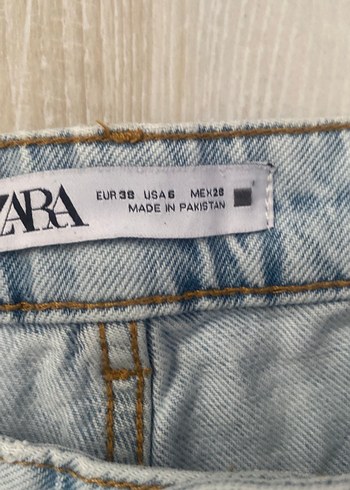 ZARA
EUR 38 USA 6 MEX 28
MADE IN PAKISTAN